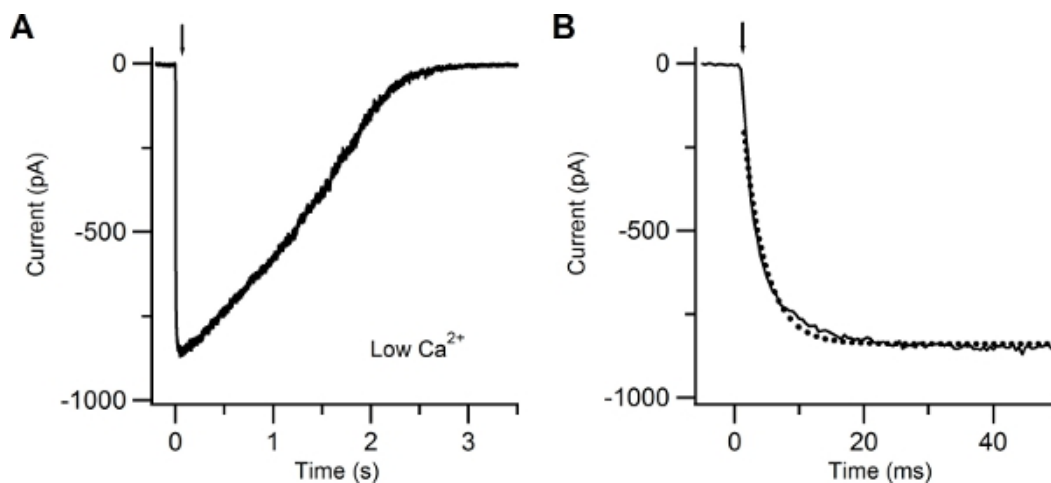 A
0
-500
-1000
Current (pA)
Low Ca²⁺
0 1 2 3
Time (s)
B
0
-500
-1000
Current (pA)
0 20 40
Time (ms)